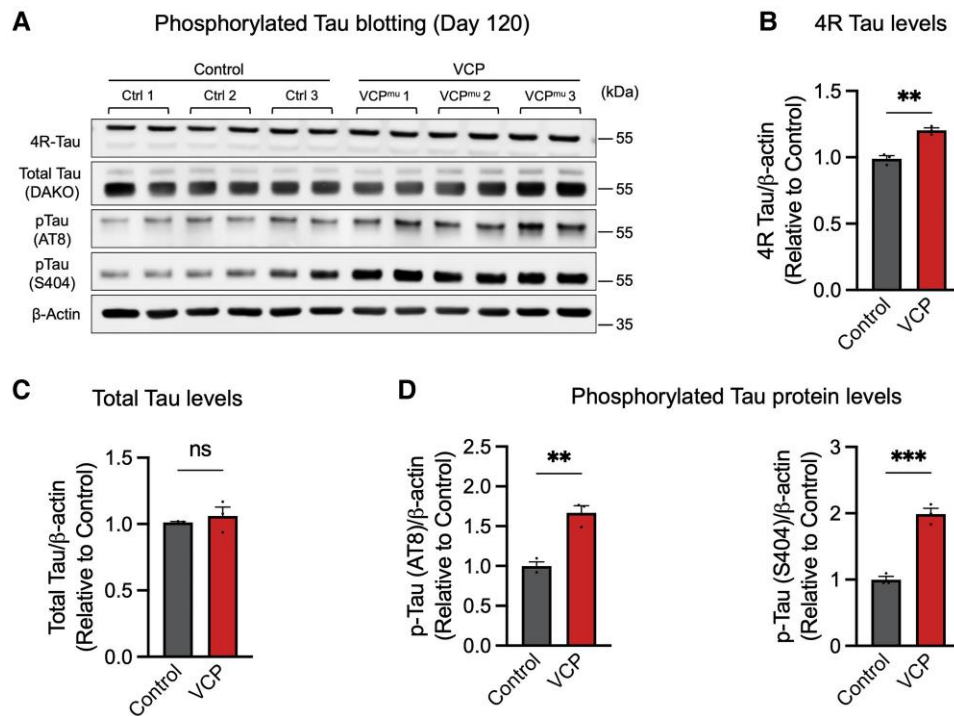 A
Phosphorylated Tau blotting (Day 120)
Control
VCP
(kDa)
Ctrl 1
Ctrl 2
Ctrl 3
VCPᵐᵘ 1
VCPᵐᵘ 2
VCPᵐᵘ 3
4R-Tau
55
Total Tau
(DAKO)
55
pTau
(AT8)
55
pTau
(S404)
55
β-Actin
35
B
4R Tau levels
4R Tau/β-actin
(Relative to Control)
1.5
1.0
0.5
0.0
**
Control
VCP
C
Total Tau levels
Total Tau/β-actin
(Relative to Control)
1.5
1.0
0.5
0.0
ns
Control
VCP
D
Phosphorylated Tau protein levels
p-Tau (AT8)/β-actin
(Relative to Control)
2.5
2.0
1.5
1.0
0.5
0.0
**
Control
VCP
p-Tau (S404)/β-actin
(Relative to Control)
3
2
1
0
***
Control
VCP